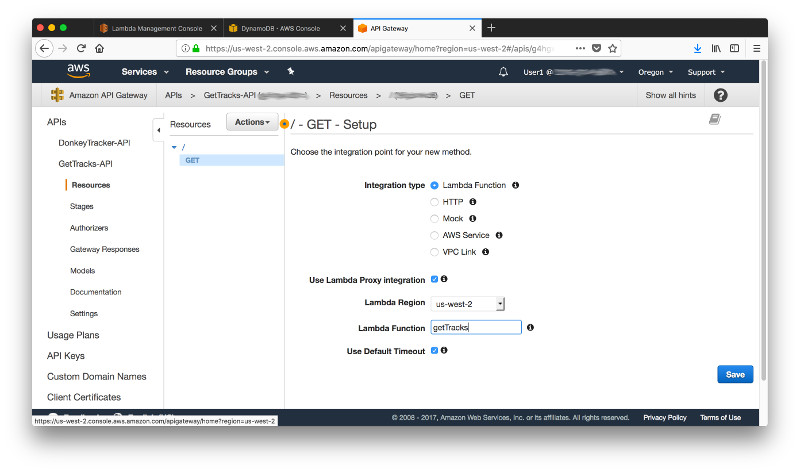 Lambda Management Console
DynamoDB - AWS Console
API Gateway
https://us-west-2.console.aws.amazon.com/apigateway/home?region=us-west-2#/apis/g4hg
aws Services Resource Groups User1 @ Oregon Support
Amazon API Gateway APIs > GetTracks-API ( > Resources > > GET Show all hints ?
APIs
DonkeyTracker-API
GetTracks-API
Resources
Stages
Authorizers
Gateway Responses
Models
Documentation
Settings
Usage Plans
API Keys
Custom Domain Names
Client Certificates
Resources Actions
/
GET
/ - GET - Setup
Choose the integration point for your new method.
Integration type Lambda Function
HTTP
Mock
AWS Service
VPC Link
Use Lambda Proxy integration
Lambda Region us-west-2
Lambda Function getTracks
Use Default Timeout
Save
© 2008 - 2017, Amazon Web Services, Inc. or its affiliates. All rights reserved. Privacy Policy Terms of Use
https://us-west-2.console.aws.amazon.com/apigateway/home?region=us-west-2